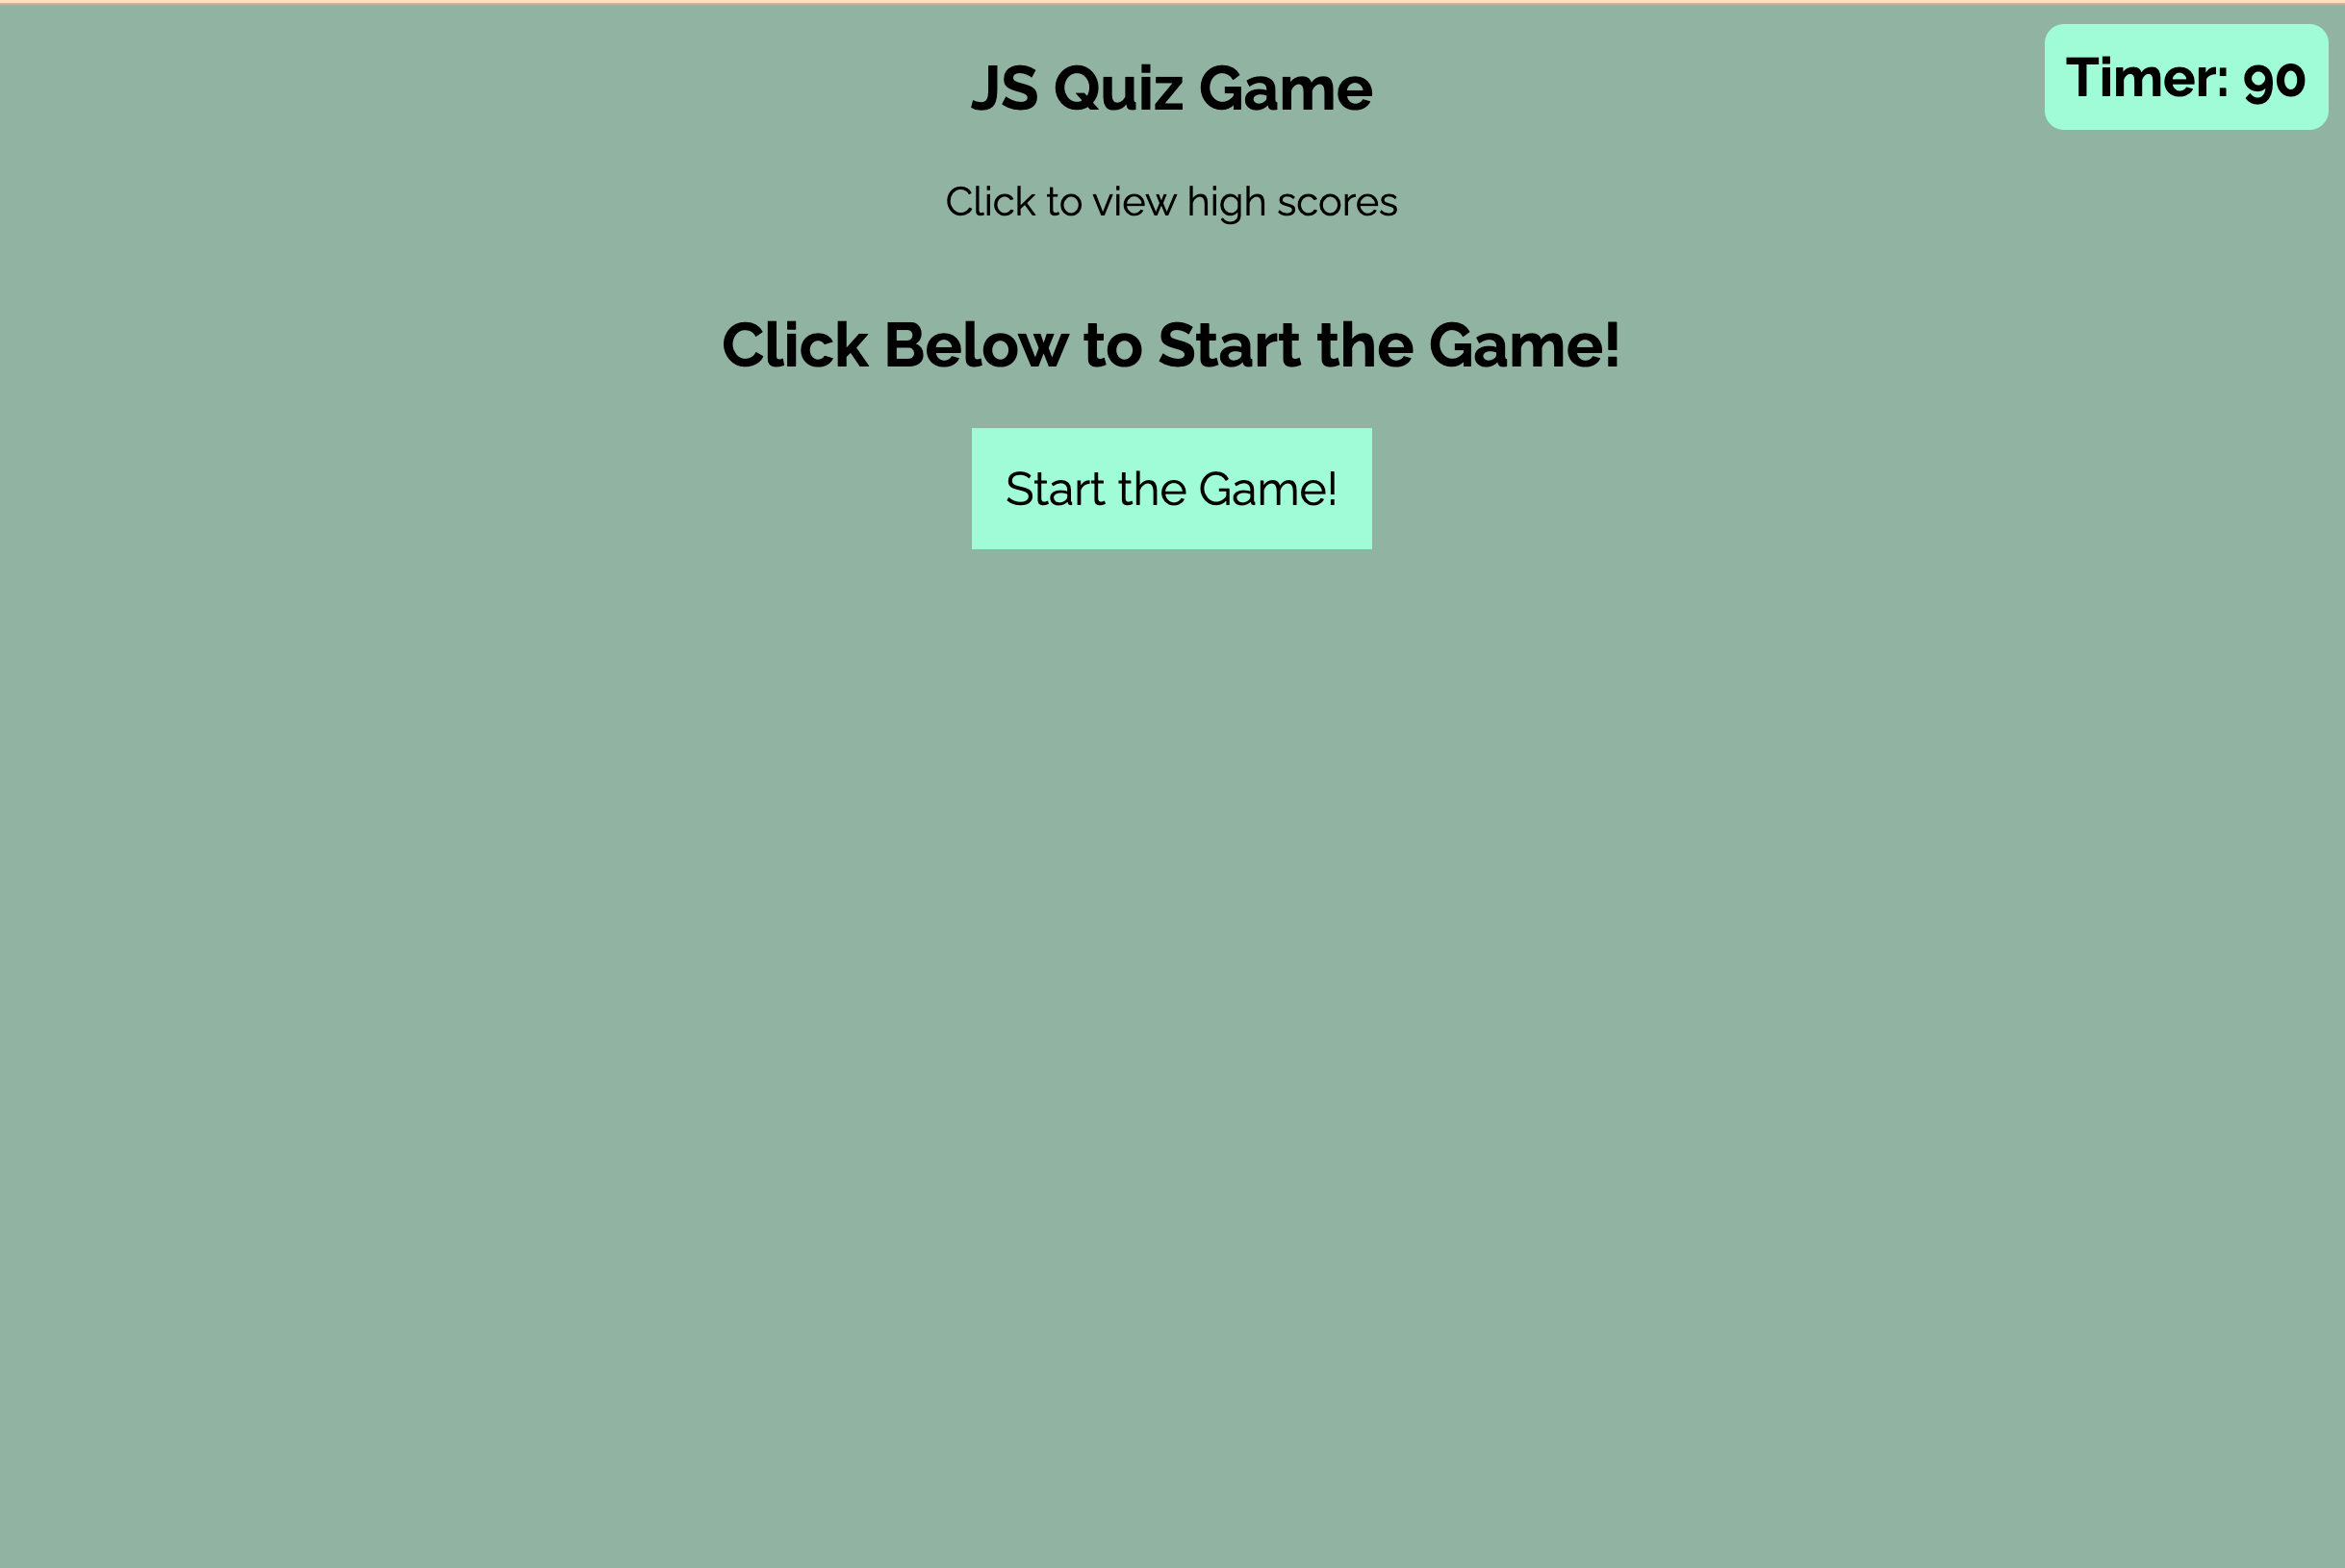 JS Quiz Game
Timer: 90
Click to view high scores
Click Below to Start the Game!
Start the Game!